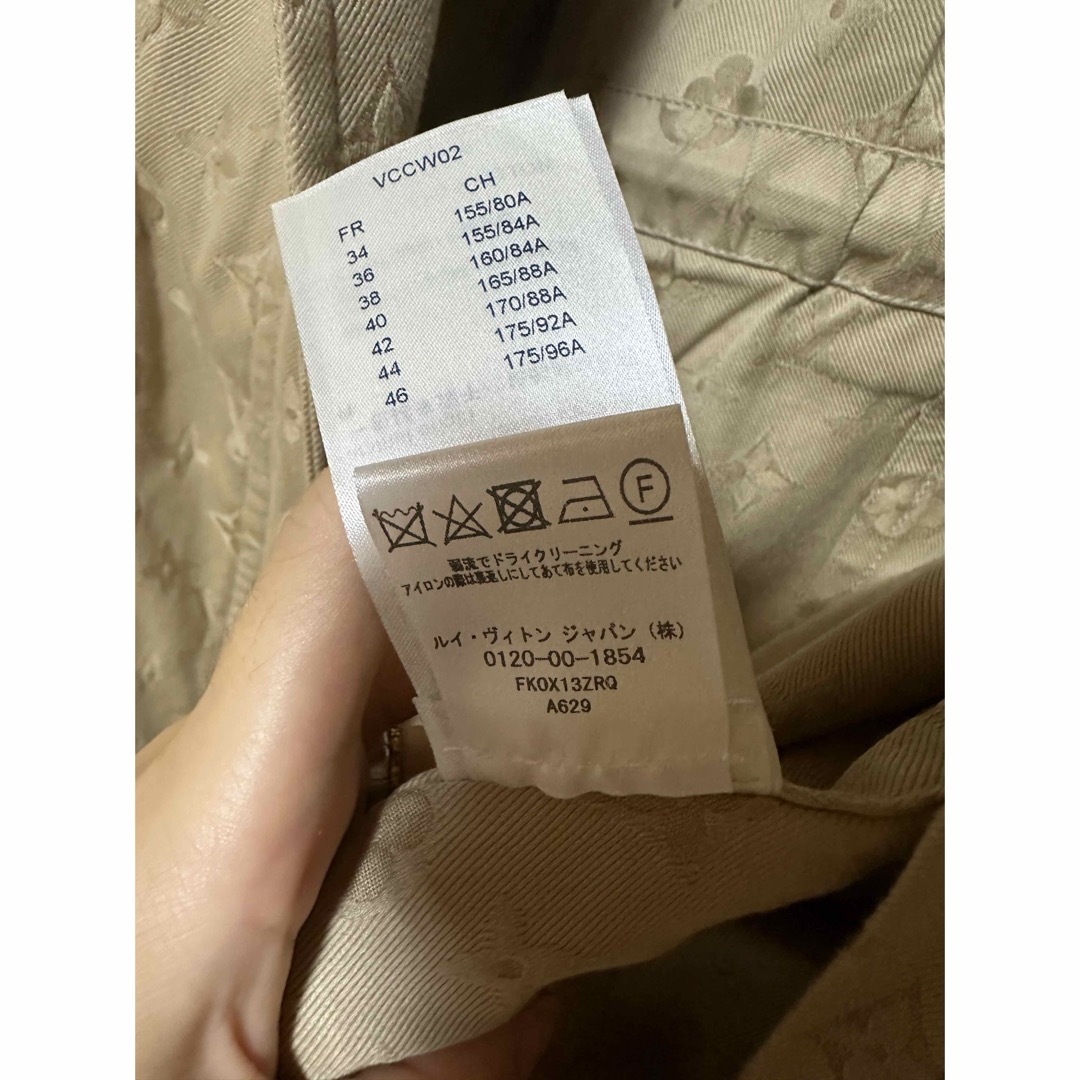 VCCW02
FR CH
34 155/80A
36 155/84A
38 160/84A
40 165/88A
42 170/88A
44 175/92A
46 175/96A
F
弱流でドライクリーニング
アイロンの際は裏返しにしてあて布を使用してください
ルイ・ヴィトン ジャパン（株）
0120-00-1854
FK0X13ZRQ
A629